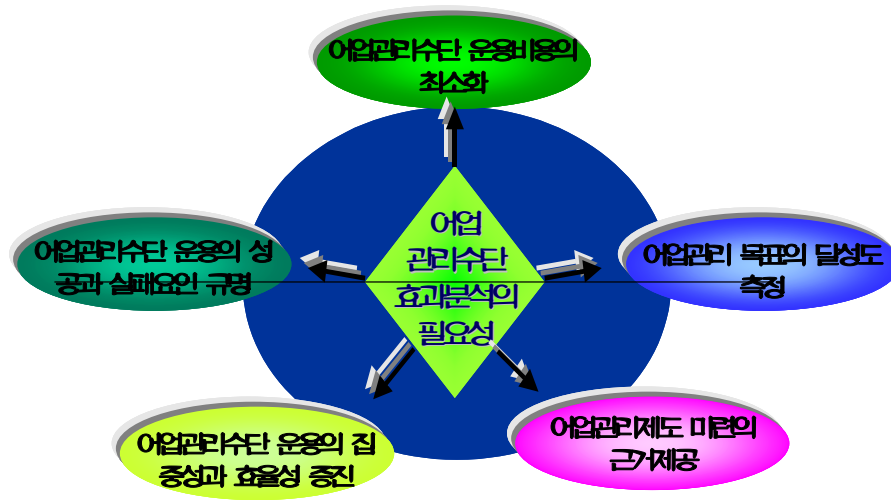 어업관리수단 운용비용의
최소화
어업
관리수단
효과분석의
필요성
어업관리수단 운용의 성
공과 실패요인 규명
어업관리 목표의 달성도
측정
어업관리수단 운용의 집
중성과 효율성 증진
어업관리제도 마련의
근거제공